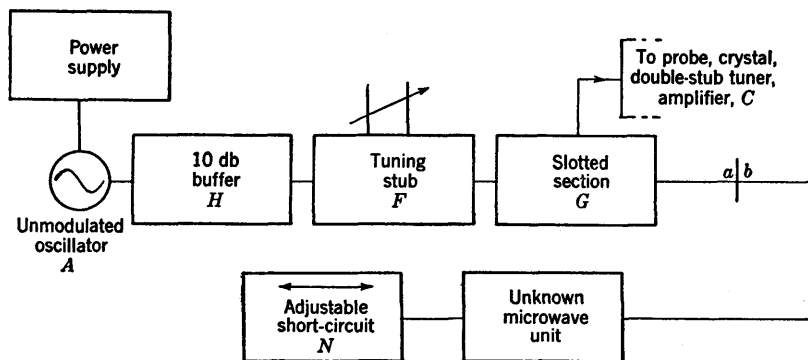 Power
supply
To probe, crystal,
double-stub tuner,
amplifier, C
10 db
buffer
H
Tuning
stub
F
Slotted
section
G
a b
Unmodulated
oscillator
A
Adjustable
short-circuit
N
Unknown
microwave
unit